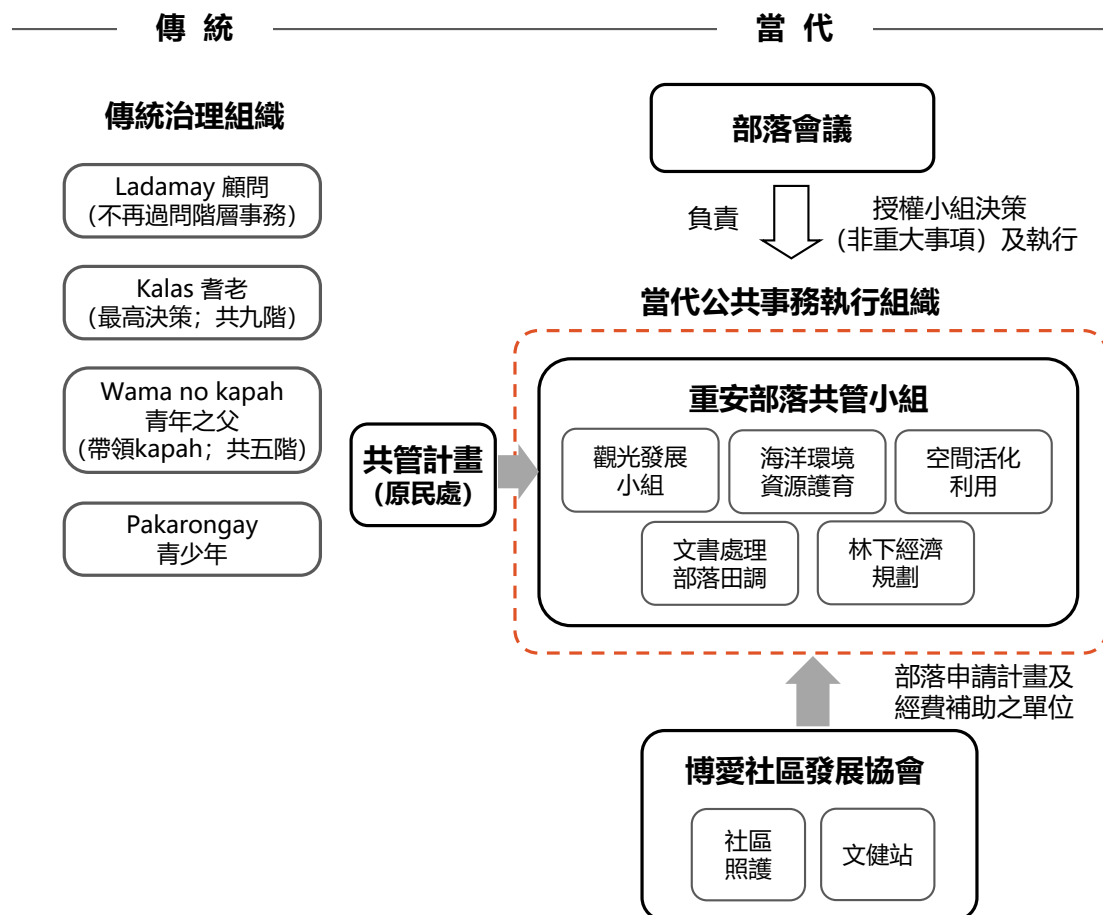 傳統
當代
傳統治理組織
Ladamay 顧問
(不再過問階層事務)
Kalas 耆老
(最高決策；共九階)
Wama no kapah
青年之父
(帶領kapah；共五階)
Pakarongay
青少年
部落會議
負責
授權小組決策
(非重大事項）及執行
當代公共事務執行組織
共管計畫
(原民處)
重安部落共管小組
觀光發展
小組
海洋環境
資源護育
空間活化
利用
文書處理
部落田調
林下經濟
規劃
部落申請計畫及
經費補助之單位
博愛社區發展協會
社區
照護
文健站